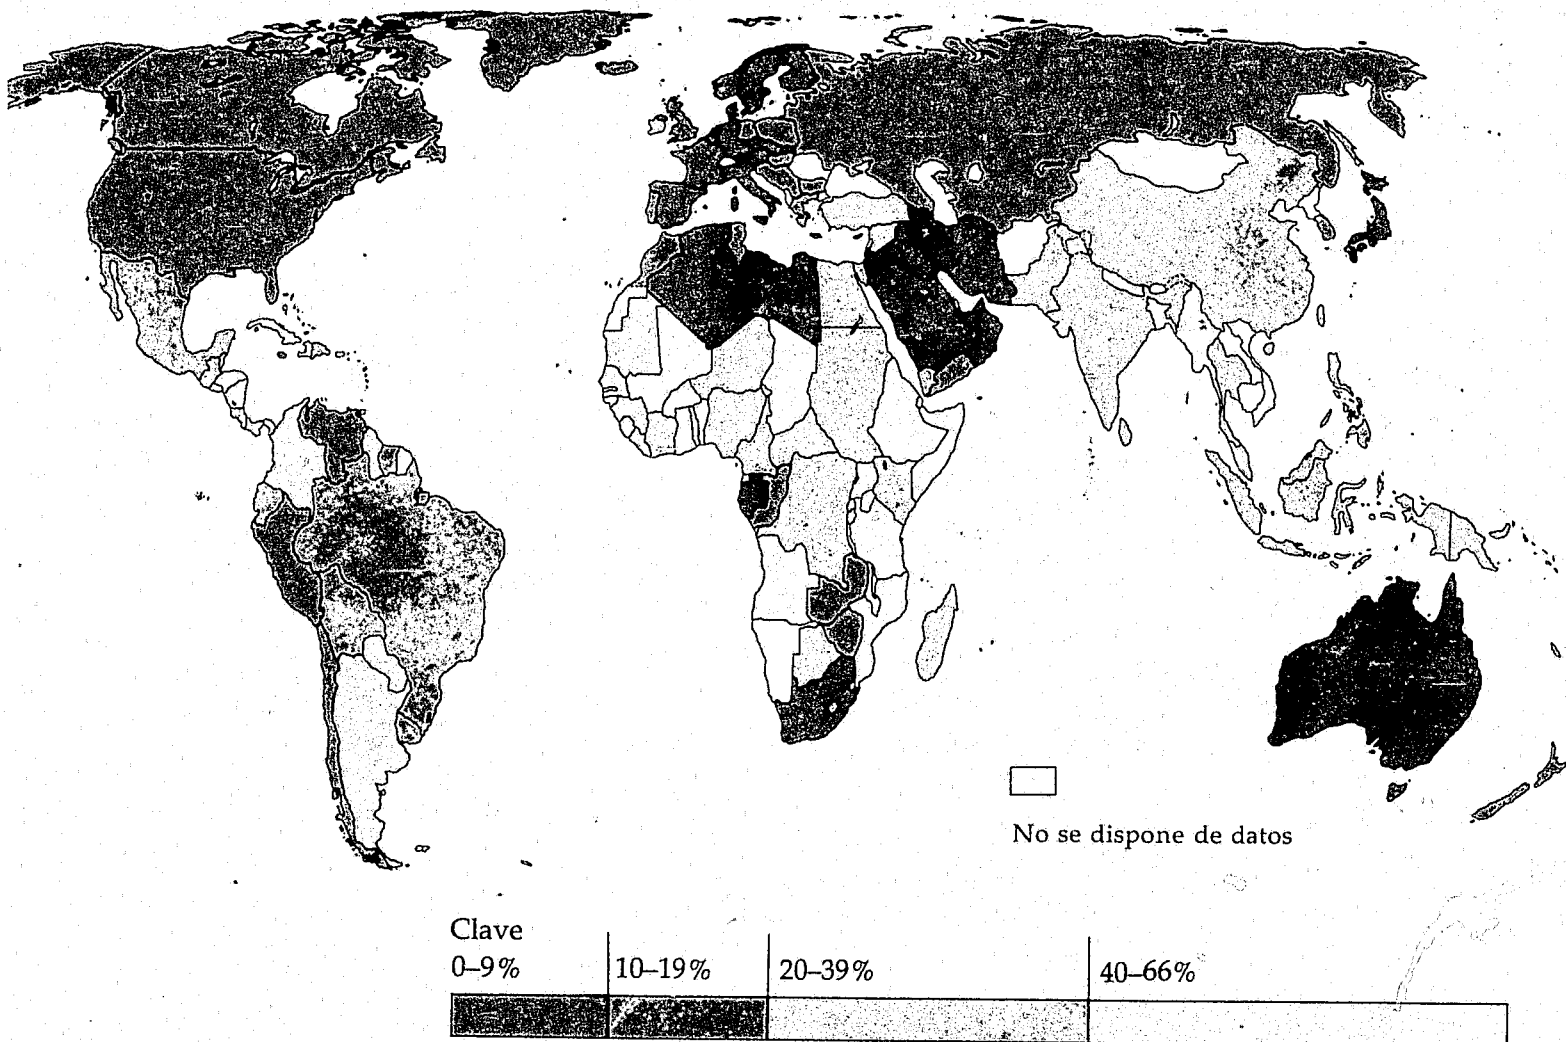 No se dispone de datos
Clave
0–9%
10–19%
20–39%
40–66%